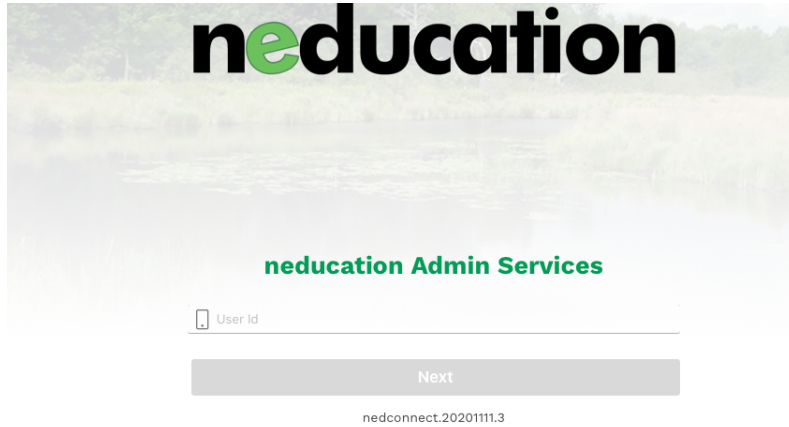 neducation
neducation Admin Services
User Id
Next
nedconnect.20201111.3